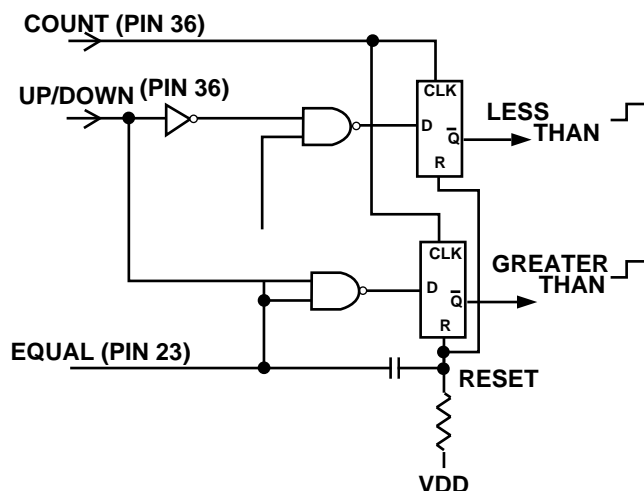 COUNT (PIN 36)
UP/DOWN (PIN 36)
CLK
D
Q̅
R
LESS
THAN
CLK
D
Q̅
R
GREATER
THAN
EQUAL (PIN 23)
RESET
VDD